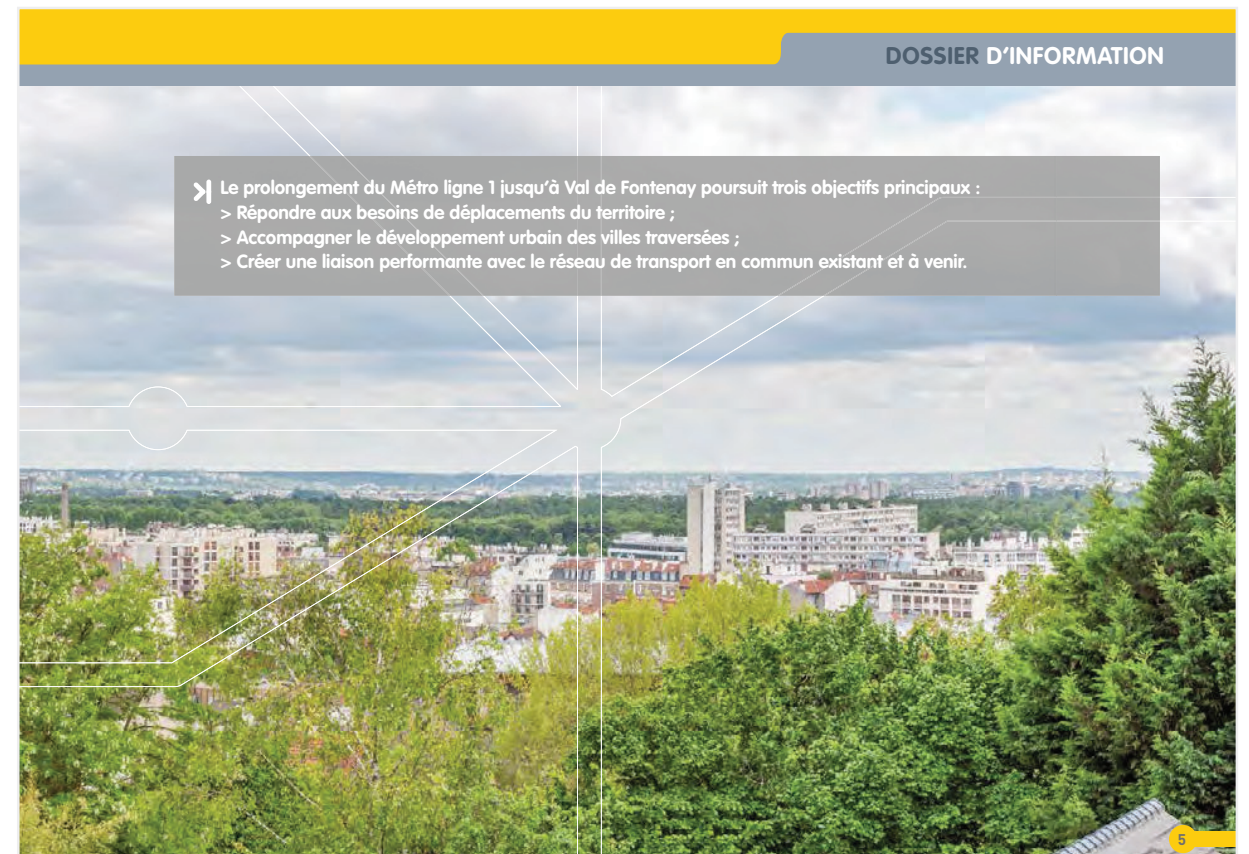 DOSSIER D'INFORMATION
Le prolongement du Métro ligne 1 jusqu'à Val de Fontenay poursuit trois objectifs principaux :
> Répondre aux besoins de déplacements du territoire ;
> Accompagner le développement urbain des villes traversées ;
> Créer une liaison performante avec le réseau de transport en commun existant et à venir.
5